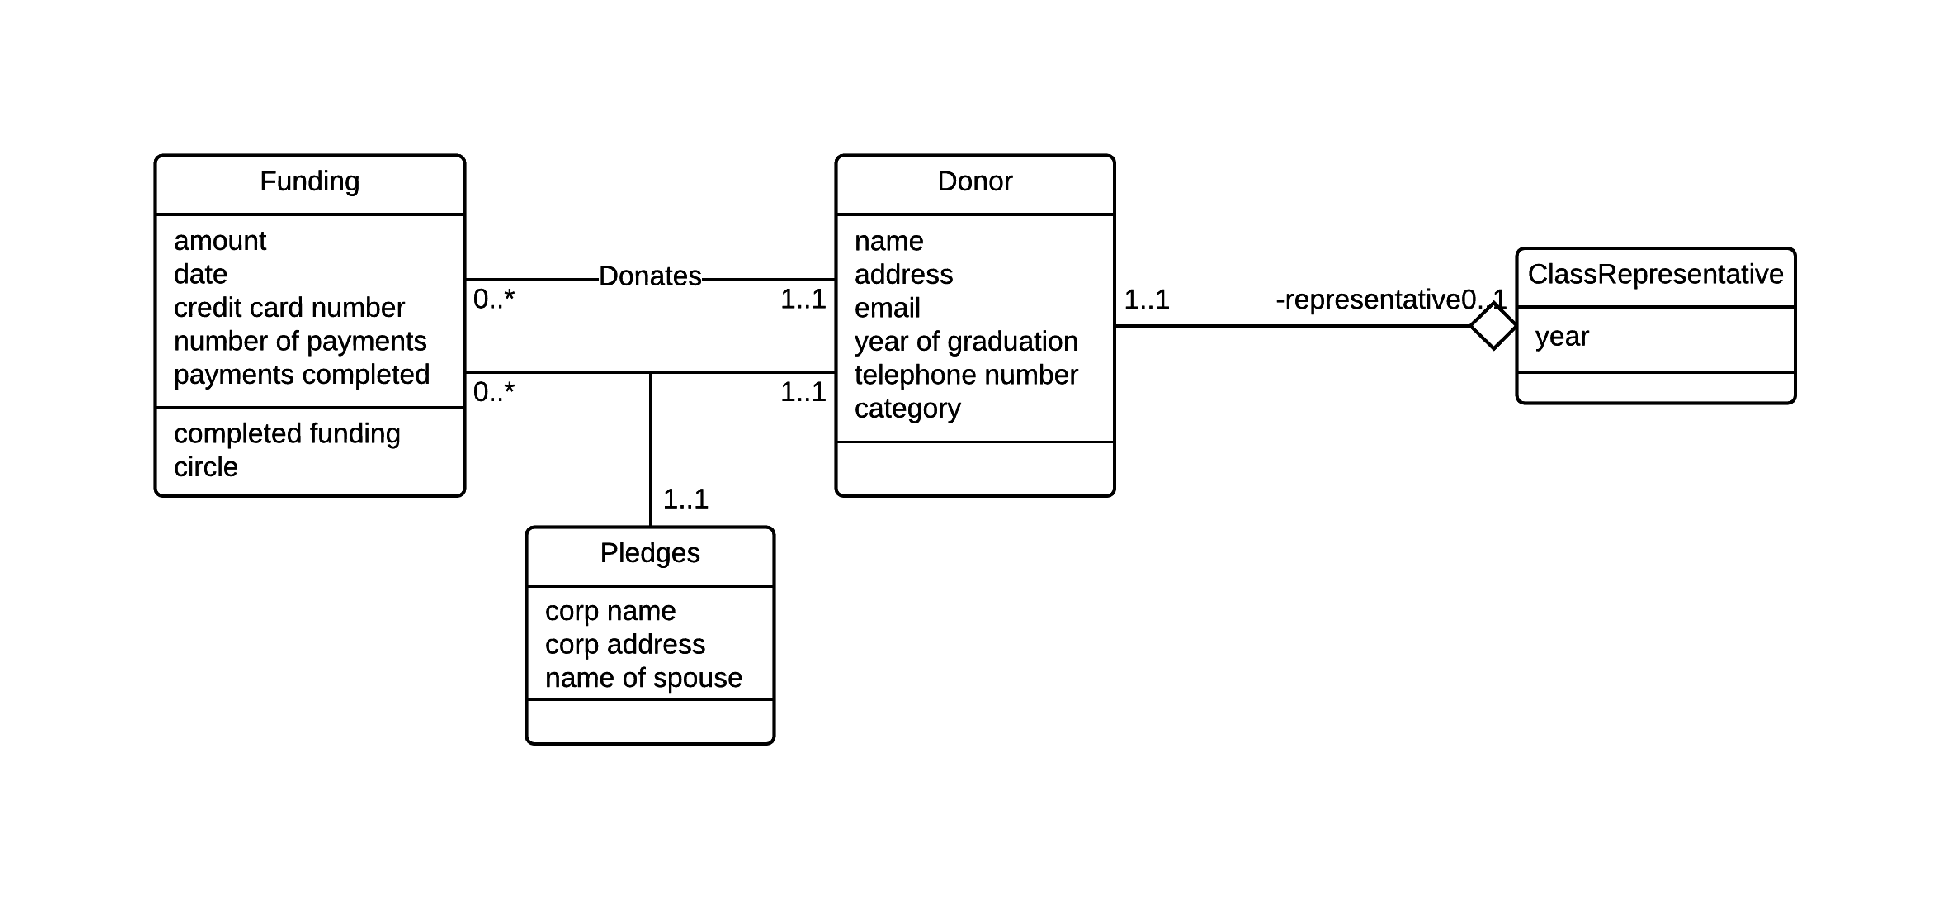 Funding
amount
date
credit card number
number of payments
payments completed
completed funding
circle
0..*
Donates
1..1
0..*
1..1
1..1
Pledges
corp name
corp address
name of spouse
Donor
name
address
email
year of graduation
telephone number
category
1..1
-representative0..1
ClassRepresentative
year